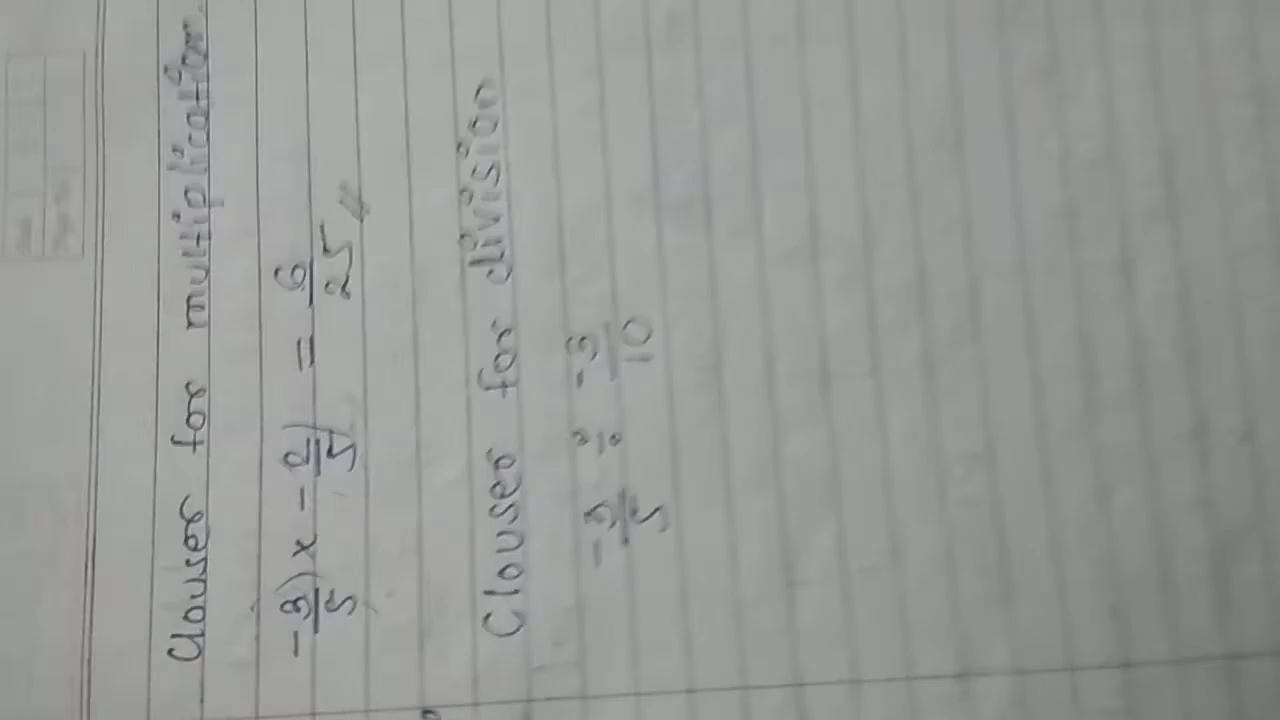 Clouser for multiplication.
-3/5) x -2/5) = 6/25 //
Clouser for division
-3/5 ÷ -3/10